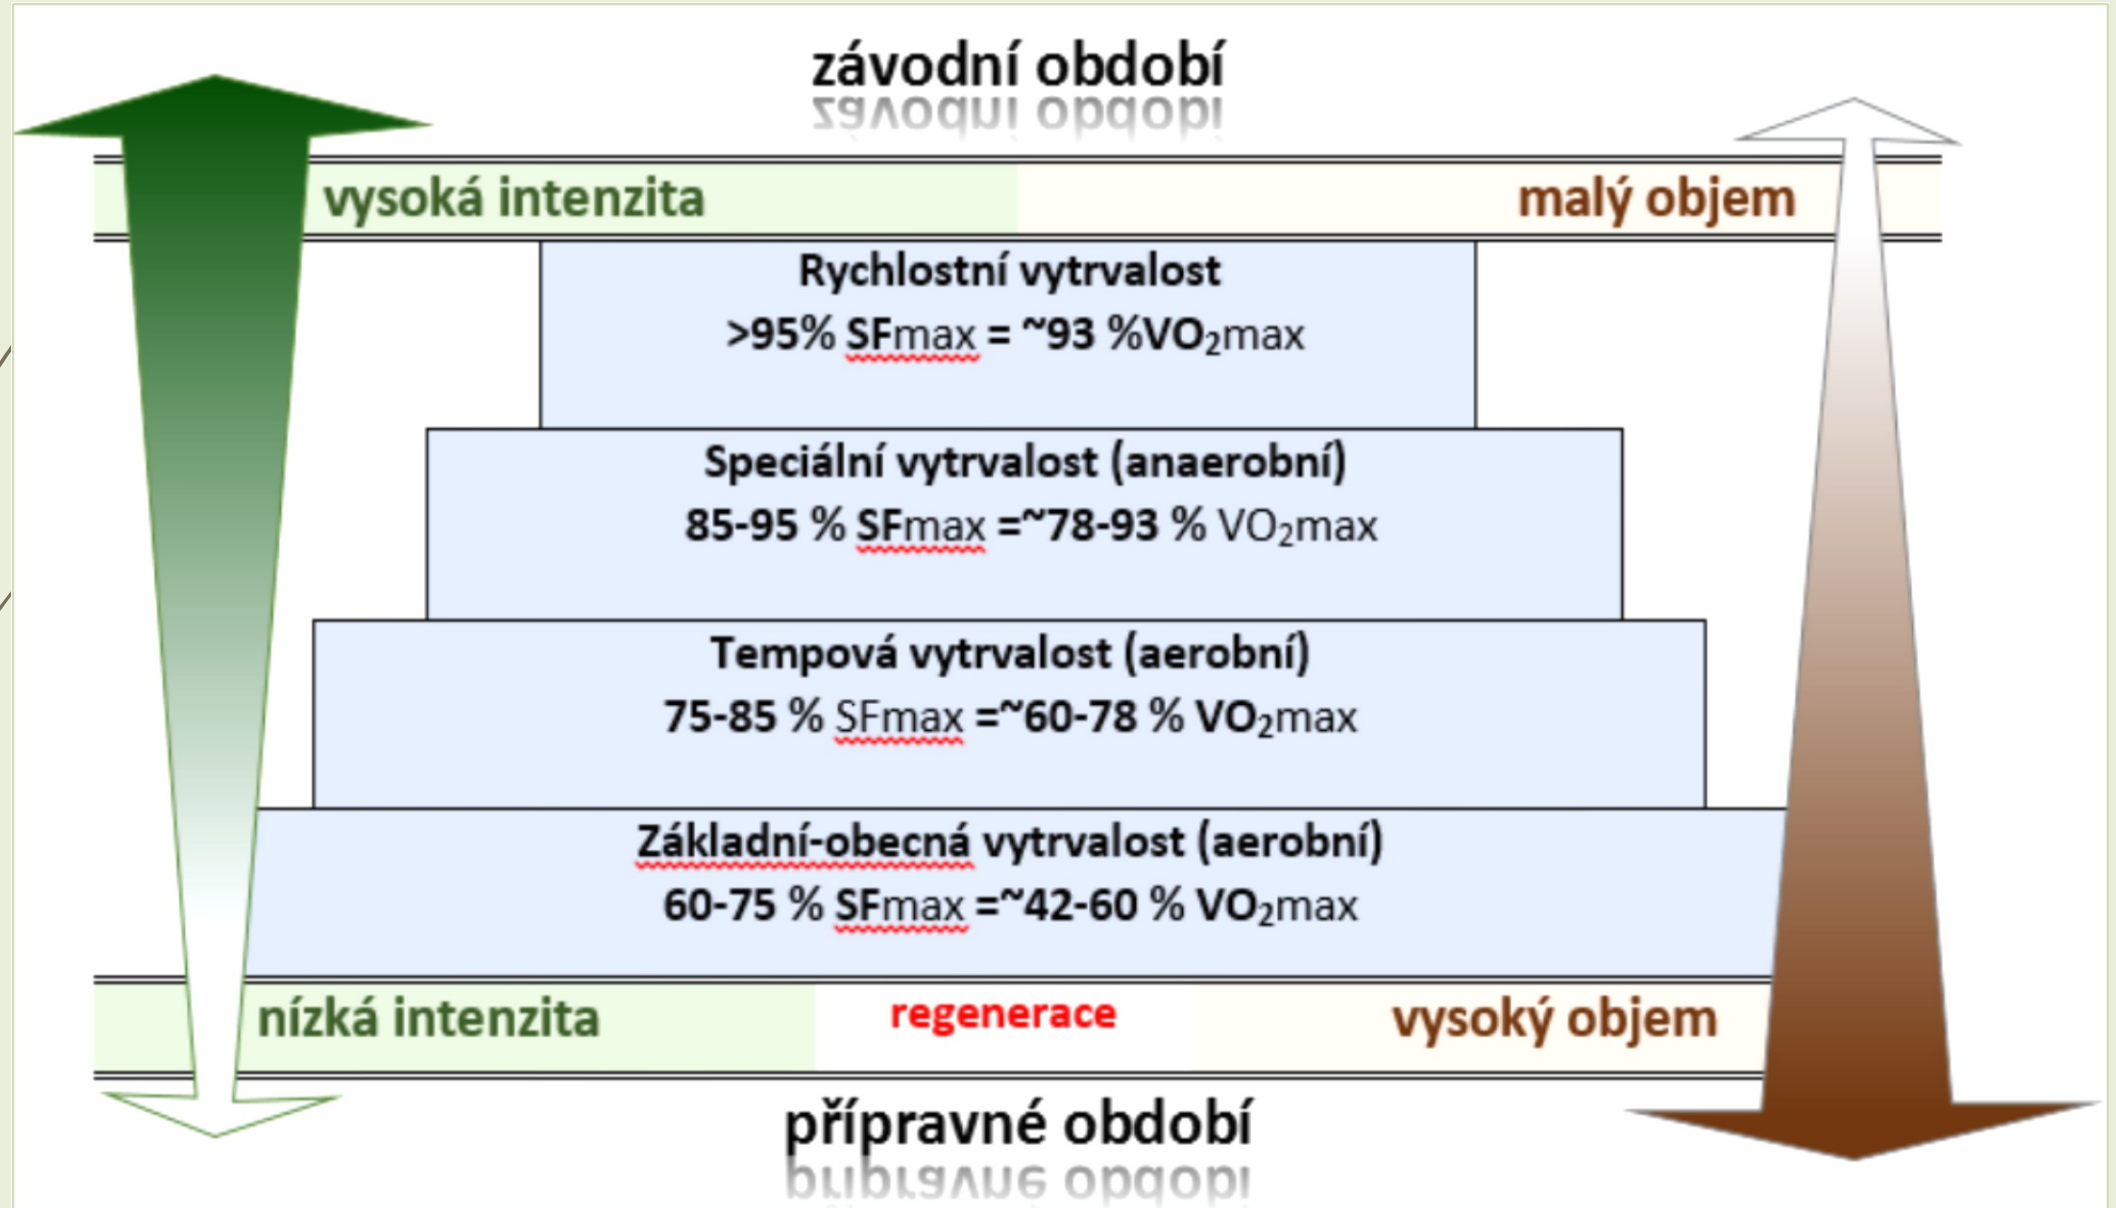 závodní období
vysoká intenzita malý objem
Rychlostní vytrvalost
>95% SFmax = ~93 %VO₂max
Speciální vytrvalost (anaerobní)
85-95 % SFmax =~78-93 % VO₂max
Tempová vytrvalost (aerobní)
75-85 % SFmax =~60-78 % VO₂max
Základní-obecná vytrvalost (aerobní)
60-75 % SFmax =~42-60 % VO₂max
nízká intenzita regenerace vysoký objem
přípravné období